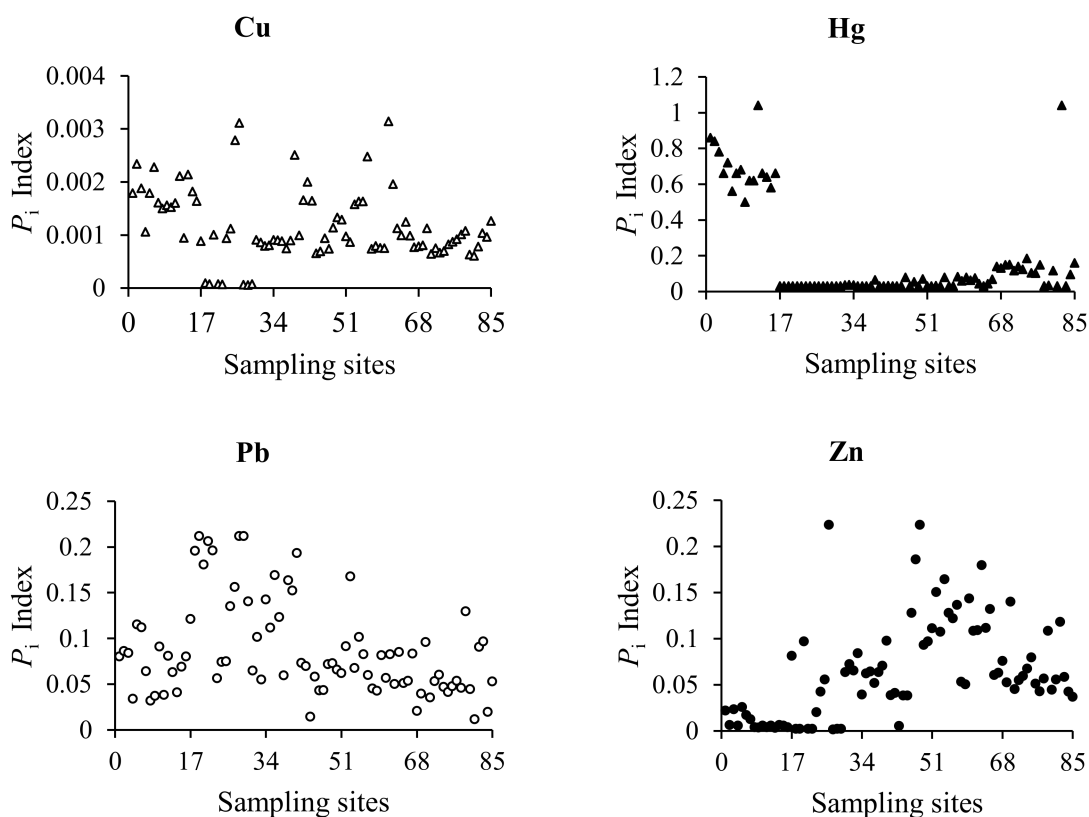 Cu
0.004
0.003
0.002
0.001
0
Pi Index
0 17 34 51 68 85
Sampling sites
Hg
1.2
1
0.8
0.6
0.4
0.2
0
Pi Index
0 17 34 51 68 85
Sampling sites
Pb
0.25
0.2
0.15
0.1
0.05
0
Pi Index
0 17 34 51 68 85
Sampling sites
Zn
0.25
0.2
0.15
0.1
0.05
0
Pi Index
0 17 34 51 68 85
Sampling sites